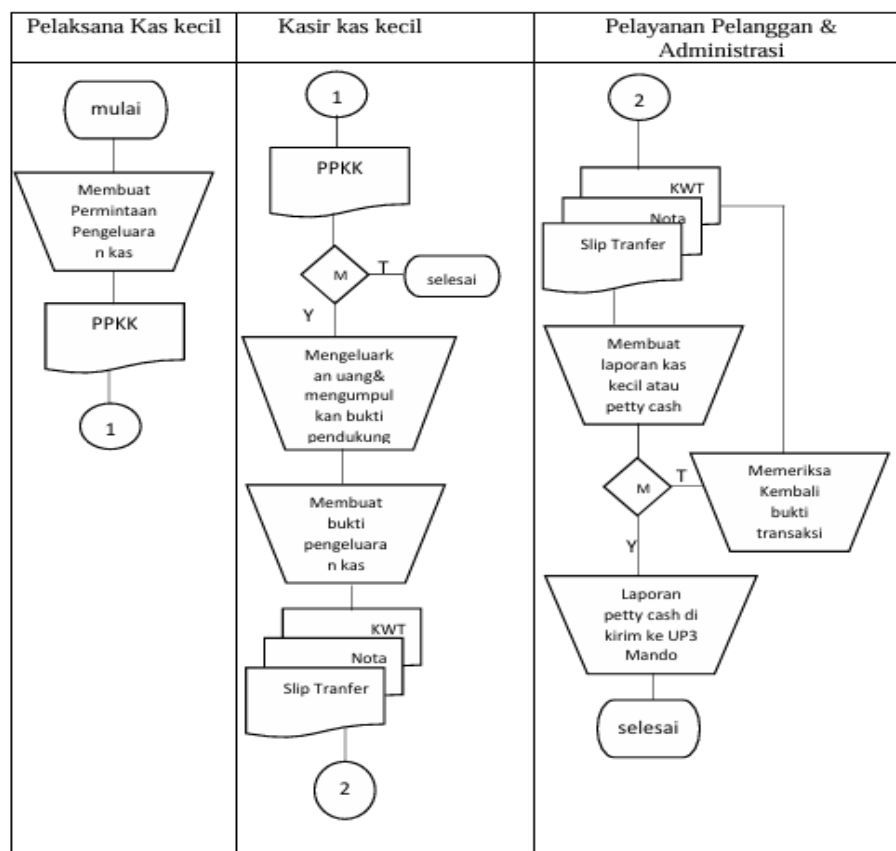 Pelaksana Kas kecil
mulai
Membuat
Permintaan
Pengeluara
n kas
PPKK
1
Kasir kas kecil
1
PPKK
M
T
selesai
Y
Mengeluark
an uang&
mengumpul
kan bukti
pendukung
Membuat
bukti
pengeluara
n kas
KWT
Nota
Slip Tranfer
2
Pelayanan Pelanggan &
Administrasi
2
KWT
Nota
Slip Tranfer
Membuat
laporan kas
kecil atau
petty cash
M
T
Memeriksa
Kembali
bukti
transaksi
Y
Laporan
petty cash di
kirim ke UP3
Mando
selesai